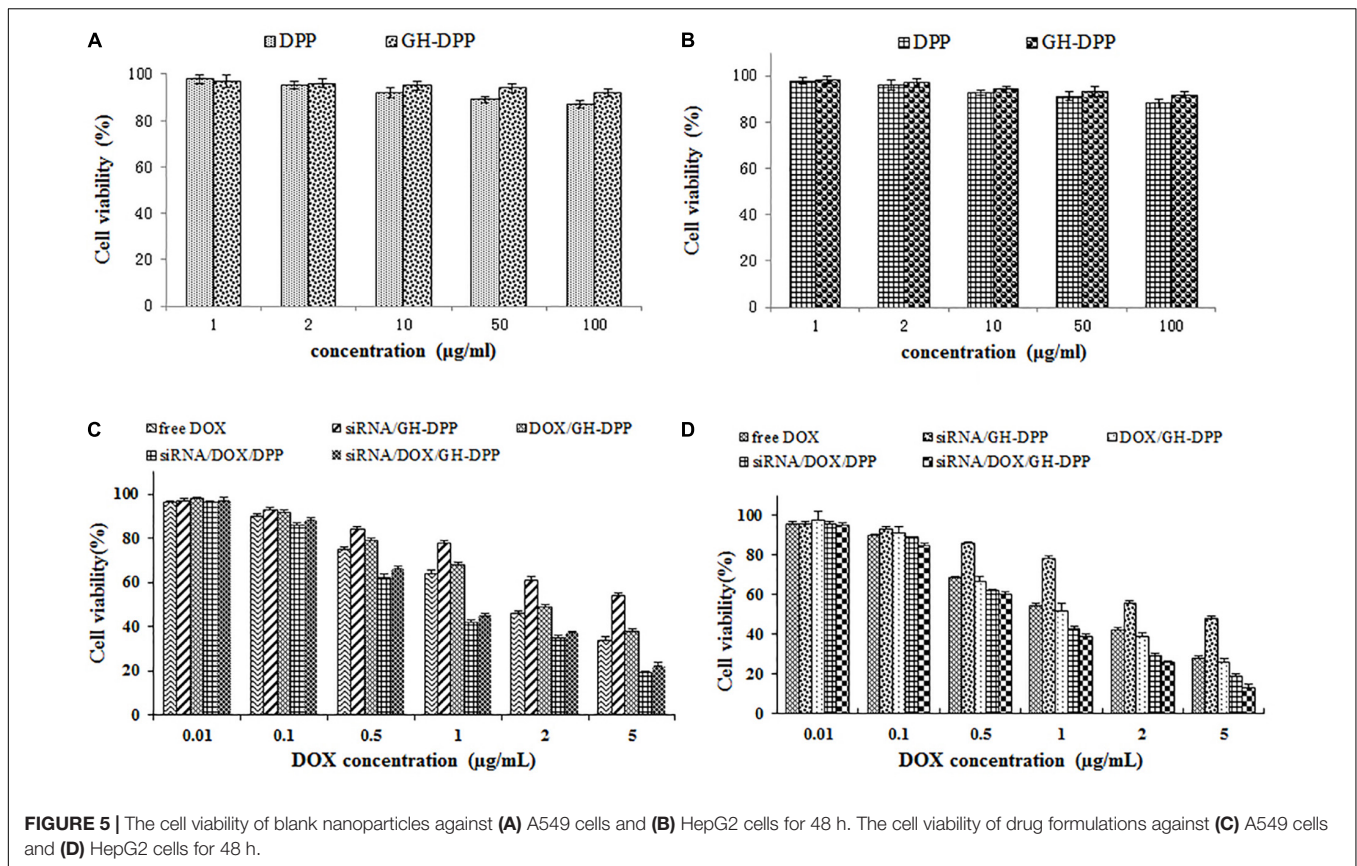 A
DPP GH-DPP
Cell viability (%)
100
80
60
40
20
0
1 2 10 50 100
concentration (µg/ml)
B
DPP GH-DPP
Cell viability (%)
100
80
60
40
20
0
1 2 10 50 100
concentration (µg/ml)
C
free DOX siRNA/GH-DPP DOX/GH-DPP
siRNA/DOX/DPP siRNA/DOX/GH-DPP
Cell viability(%)
100
80
60
40
20
0
0.01 0.1 0.5 1 2 5
DOX concentration (µg/mL)
D
free DOX siRNA/GH-DPP DOX/GH-DPP
siRNA/DOX/DPP siRNA/DOX/GH-DPP
Cell viability(%)
100
80
60
40
20
0
0.01 0.1 0.5 1 2 5
DOX concentration (µg/mL)
FIGURE 5 | The cell viability of blank nanoparticles against (A) A549 cells and (B) HepG2 cells for 48 h. The cell viability of drug formulations against (C) A549 cells
and (D) HepG2 cells for 48 h.